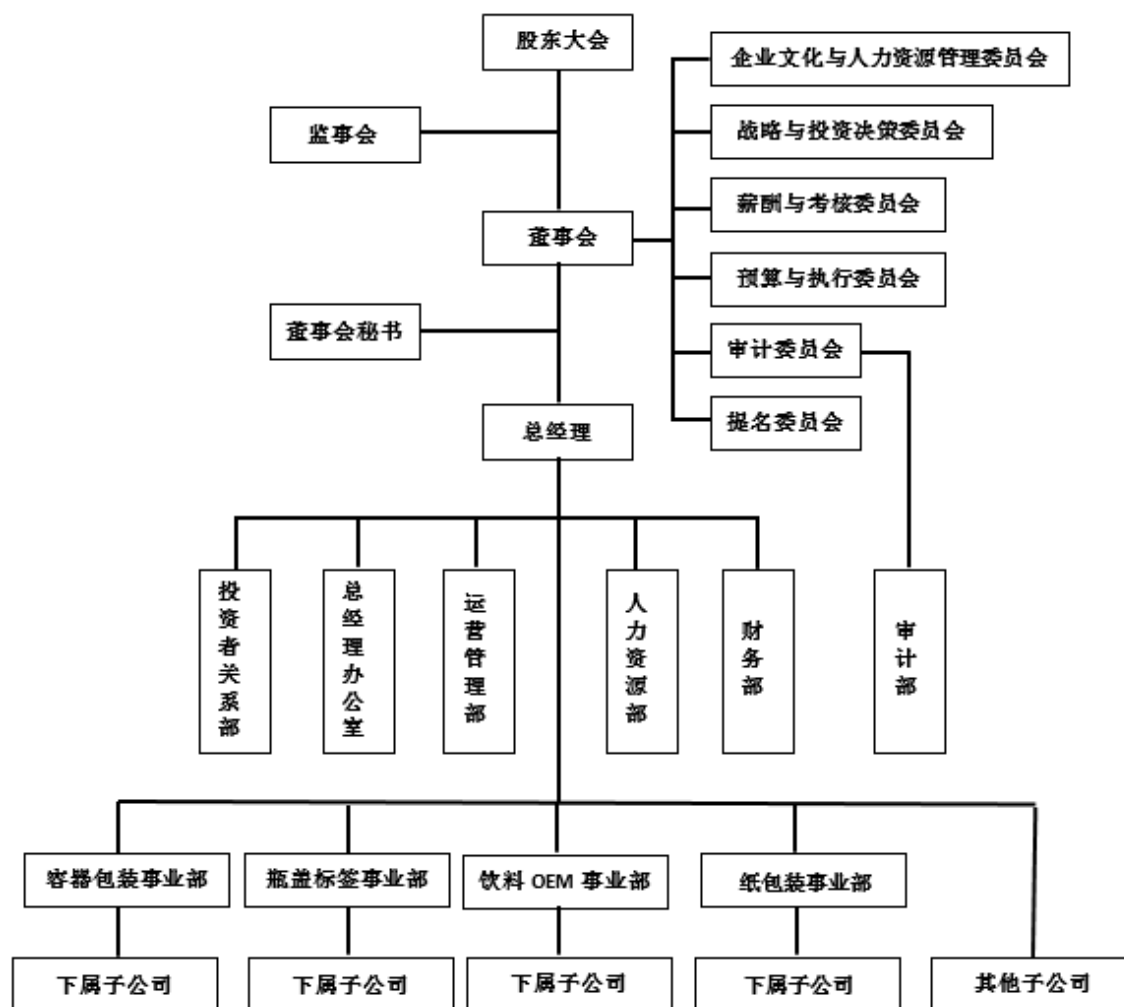 股东大会
企业文化与人力资源管理委员会
监事会
战略与投资决策委员会
薪酬与考核委员会
董事会
预算与执行委员会
董事会秘书
审计委员会
提名委员会
总经理
投资者关系部
总经理办公室
运营管理部
人力资源部
财务部
审计部
容器包装事业部
瓶盖标签事业部
饮料 OEM 事业部
纸包装事业部
下属子公司
下属子公司
下属子公司
下属子公司
其他子公司